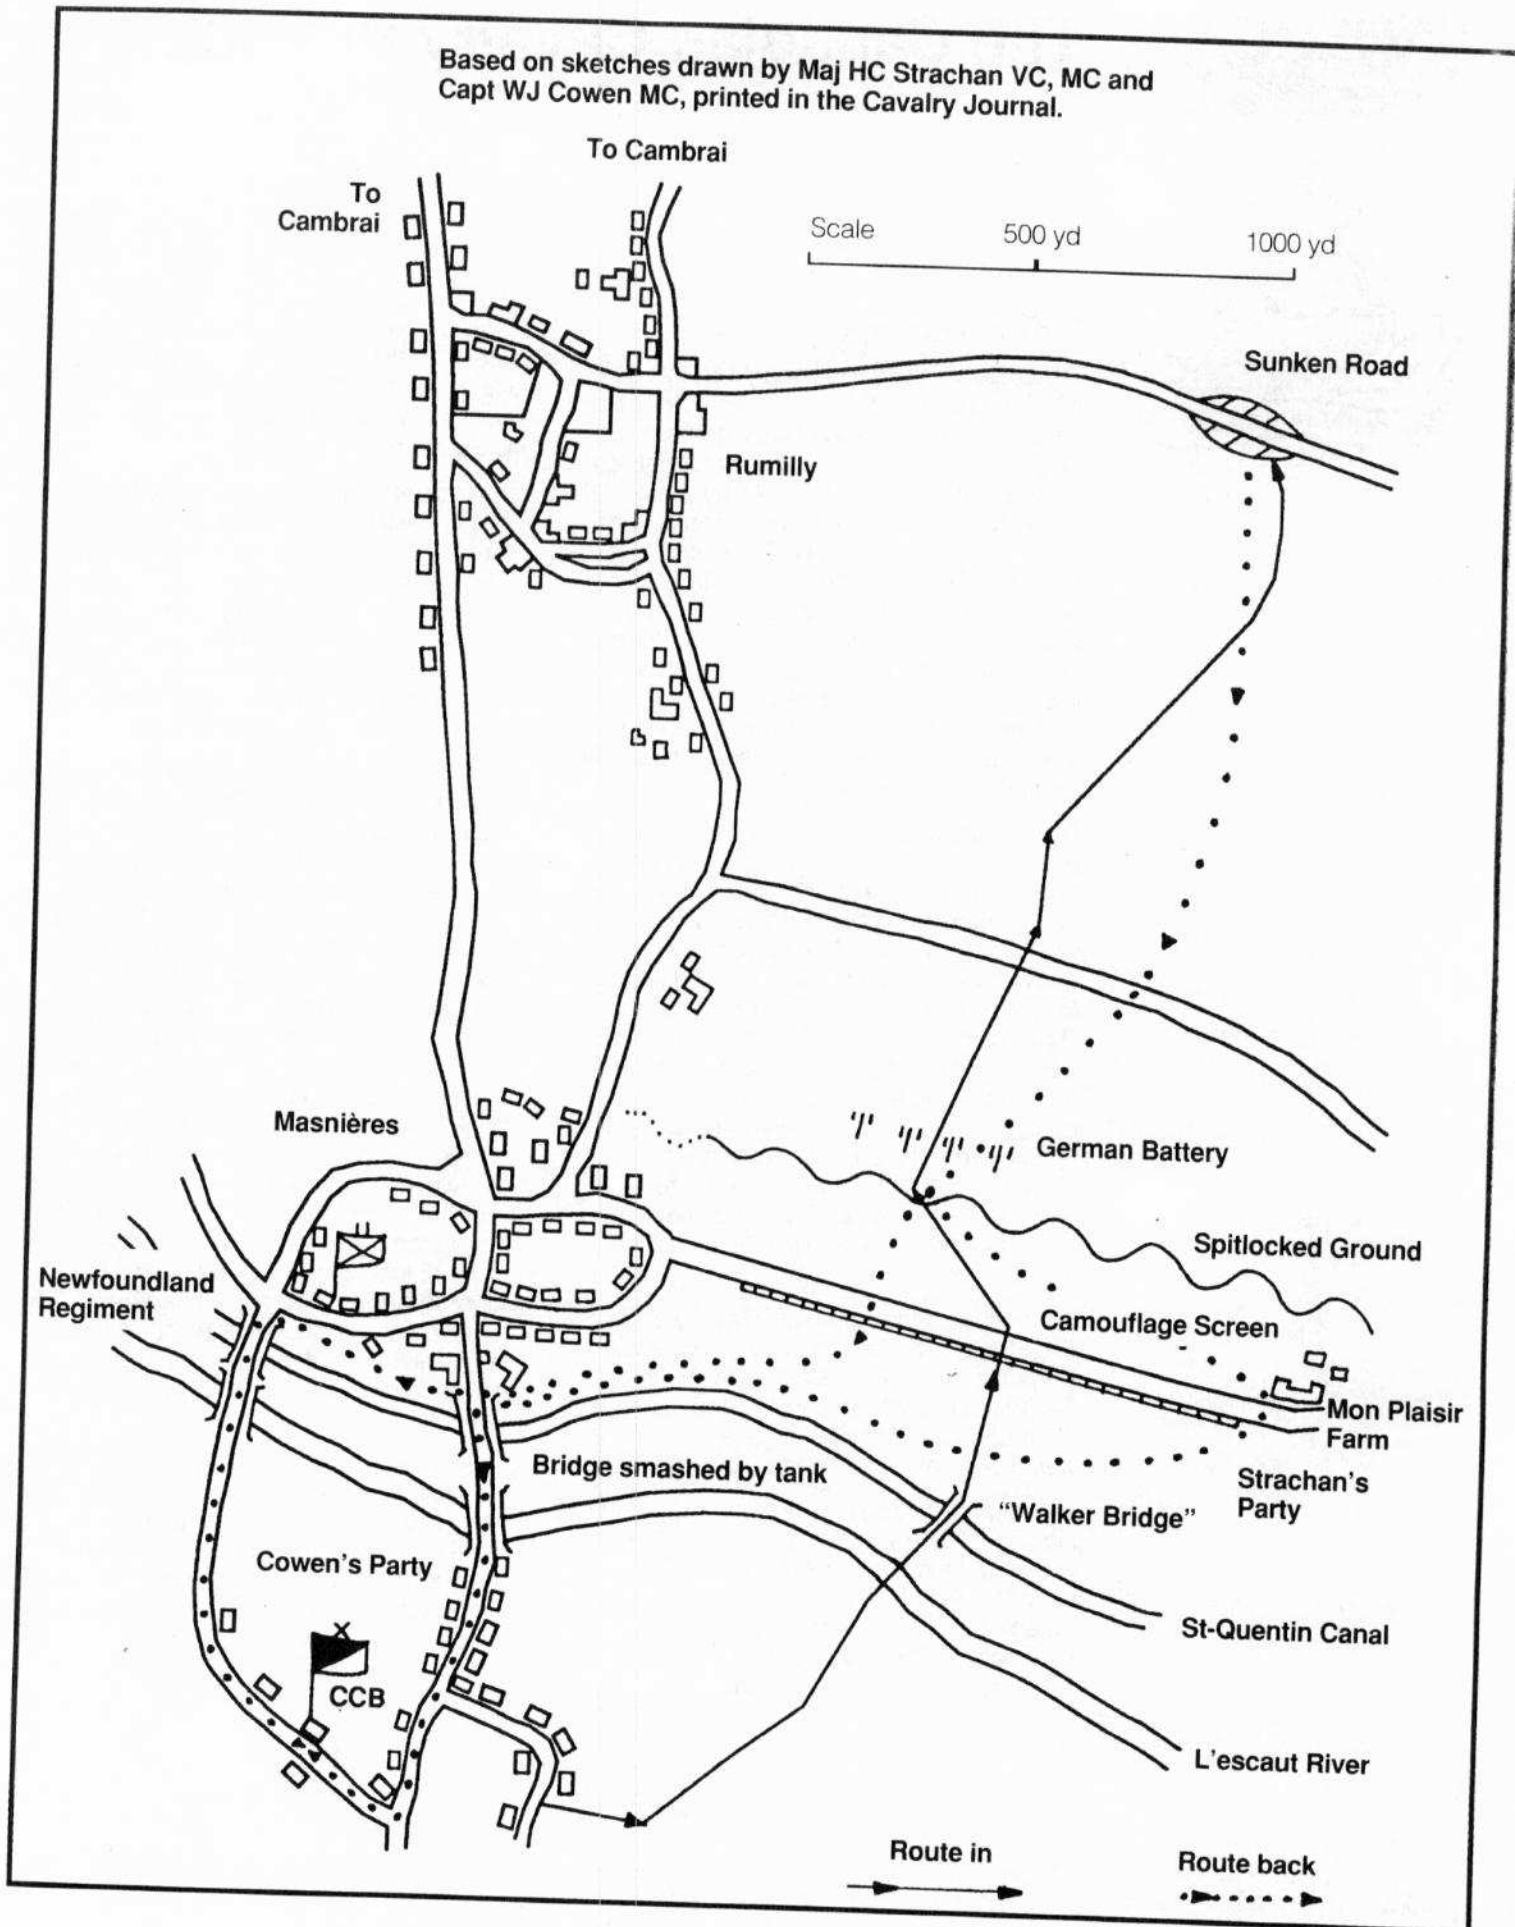 Based on sketches drawn by Maj HC Strachan VC, MC and
Capt WJ Cowen MC, printed in the Cavalry Journal.
To Cambrai
To
Cambrai
Scale
500 yd
1000 yd
Sunken Road
Rumilly
Masnières
German Battery
Spitlocked Ground
Newfoundland
Regiment
Camouflage Screen
Mon Plaisir
Farm
Bridge smashed by tank
Strachan's
Party
"Walker Bridge"
Cowen's Party
St-Quentin Canal
CCB
L'escaut River
Route in
Route back